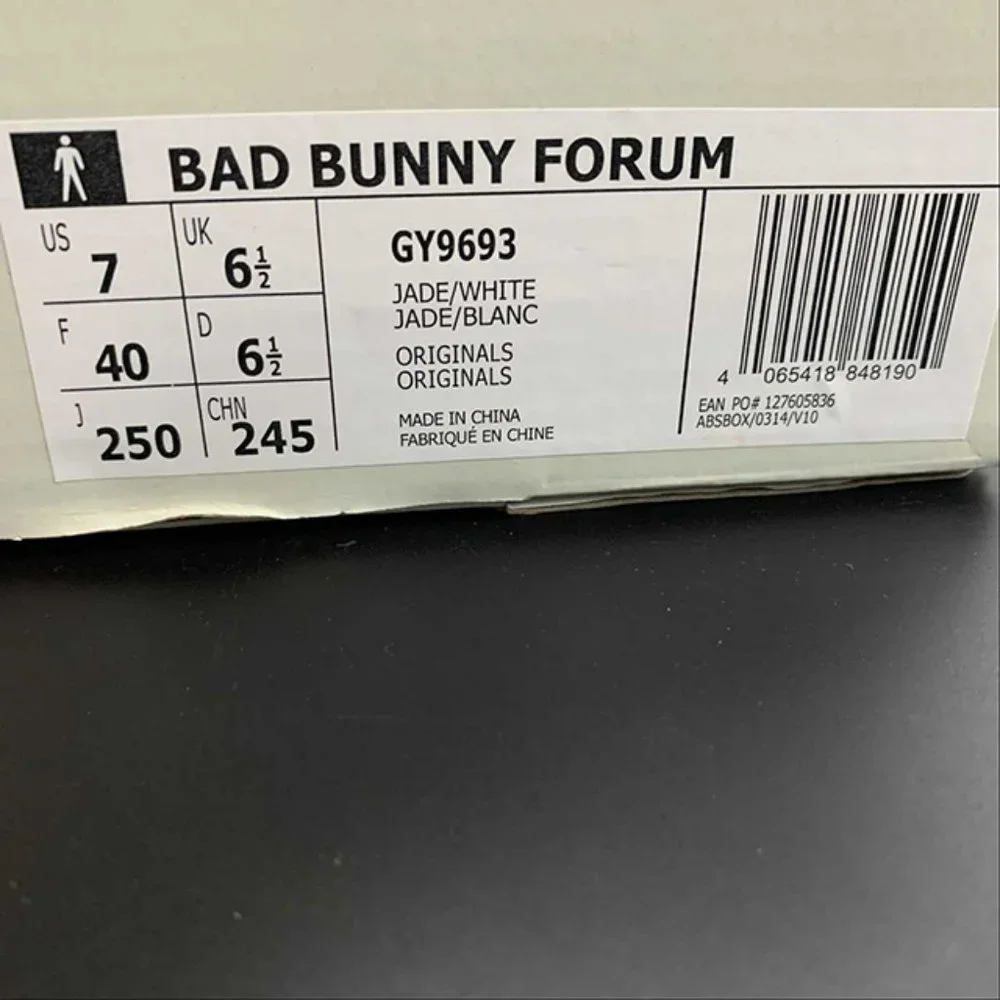 BAD BUNNY FORUM
US 7 UK 6½
F 40 D 6½
J 250 CHN 245
GY9693
JADE/WHITE
JADE/BLANC
ORIGINALS
ORIGINALS
MADE IN CHINA
FABRIQUÉ EN CHINE
4 065418 848190
EAN PO# 127605836
ABSBOX/0314/V10